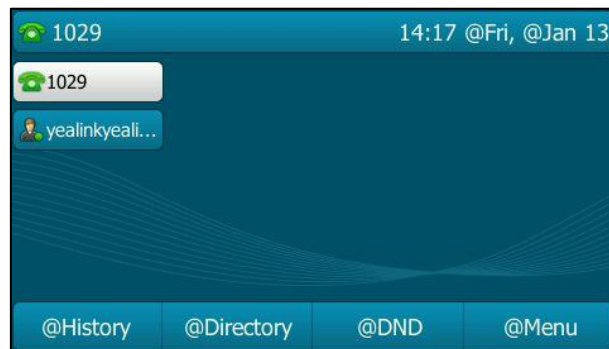 1029 14:17 @Fri, @Jan 13
1029
yealinkyeali...
@History @Directory @DND @Menu